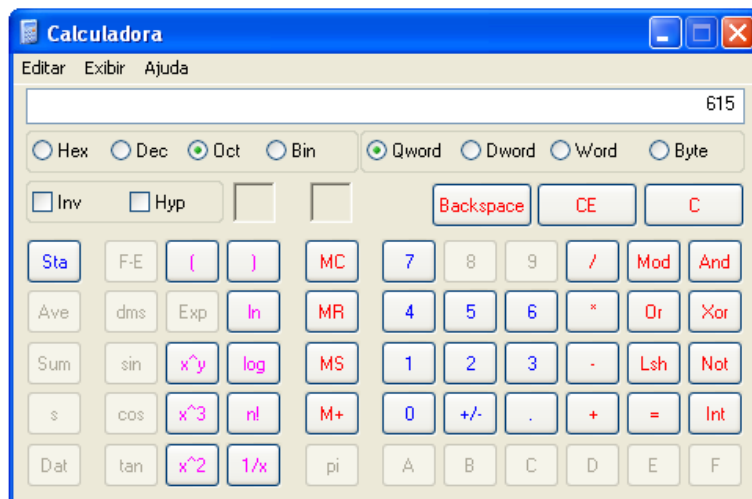 Calculadora
Editar Exibir Ajuda
615
Hex Dec Oct Bin Qword Dword Word Byte
Inv Hyp Backspace CE C
Sta F-E ( ) MC 7 8 9 / Mod And
Ave dms Exp ln MR 4 5 6 * Or Xor
Sum sin x^y log MS 1 2 3 - Lsh Not
s cos x^3 n! M+ 0 +/- . + = Int
Dat tan x^2 1/x pi A B C D E F